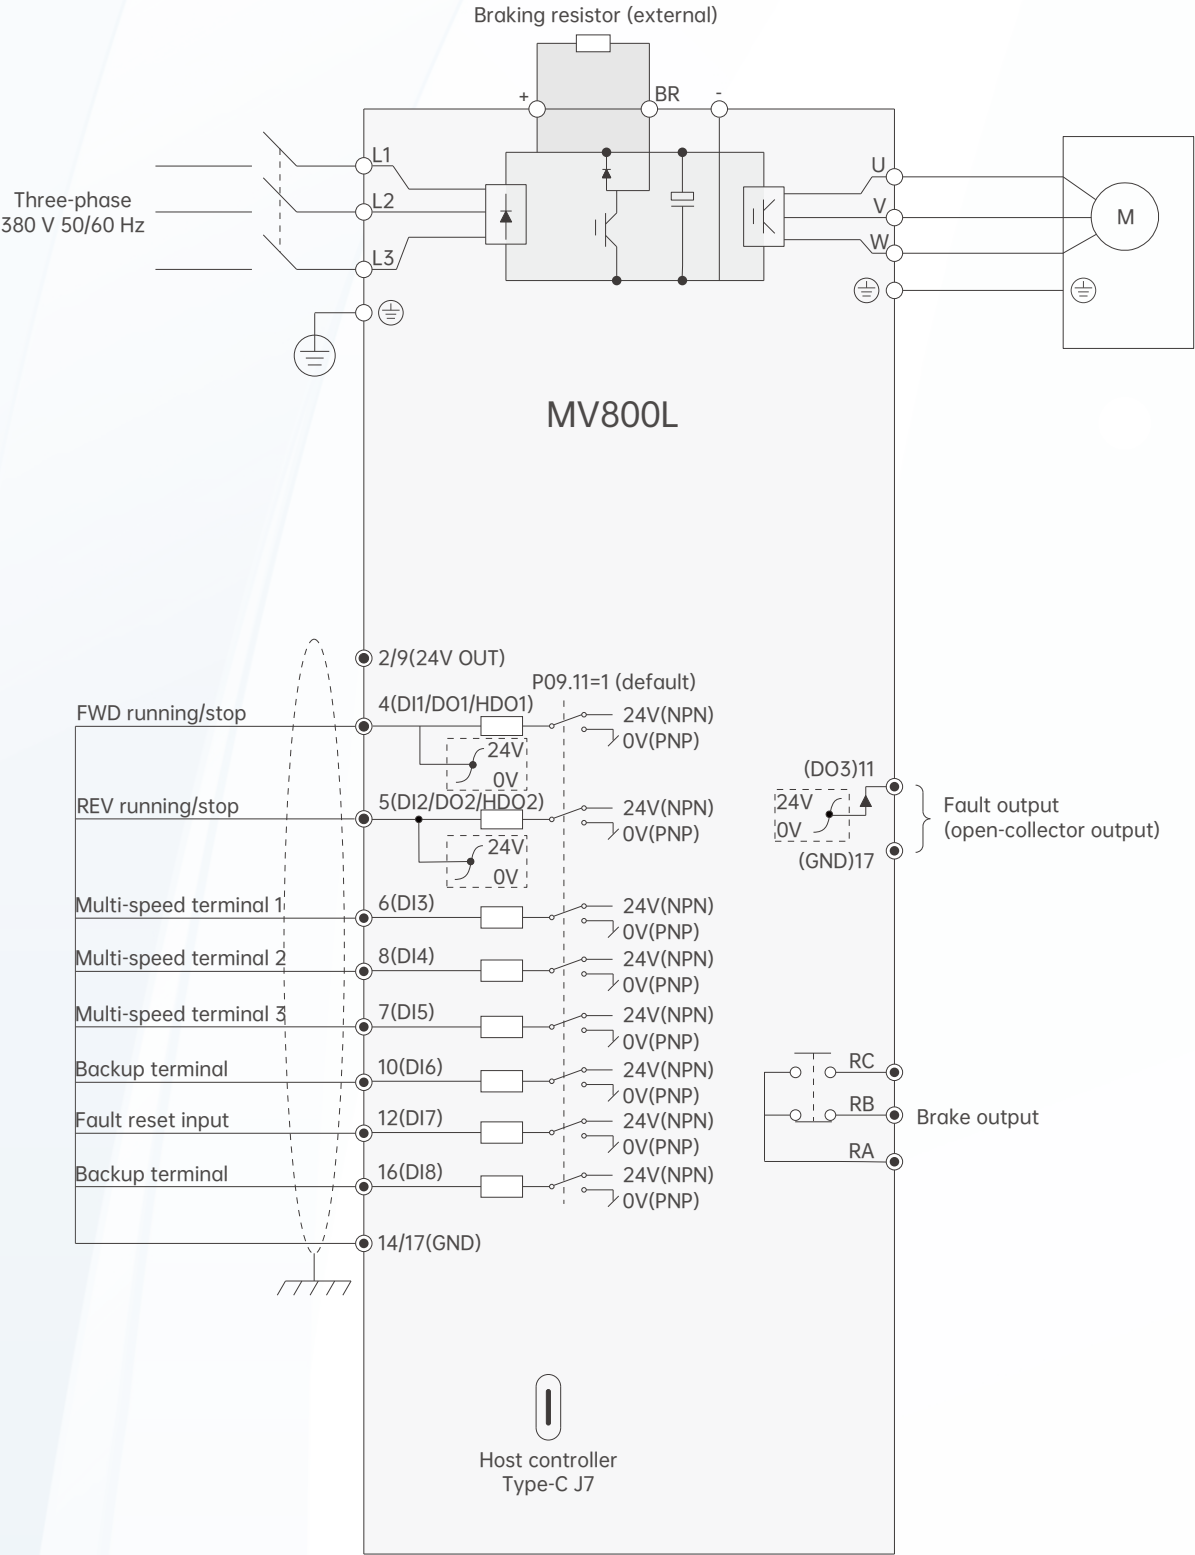 Braking resistor (external)
+
BR
-
L1
L2
L3
Three-phase
380 V 50/60 Hz
U
V
W
M
MV800L
2/9(24V OUT)
P09.11=1 (default)
FWD running/stop
4(DI1/DO1/HDO1)
24V(NPN)
0V(PNP)
24V
0V
REV running/stop
5(DI2/DO2/HDO2)
24V(NPN)
0V(PNP)
24V
0V
(DO3)11
24V
0V
(GND)17
Fault output
(open-collector output)
Multi-speed terminal 1
6(DI3)
24V(NPN)
0V(PNP)
Multi-speed terminal 2
8(DI4)
24V(NPN)
0V(PNP)
Multi-speed terminal 3
7(DI5)
24V(NPN)
0V(PNP)
Backup terminal
10(DI6)
24V(NPN)
0V(PNP)
Fault reset input
12(DI7)
24V(NPN)
0V(PNP)
Backup terminal
16(DI8)
24V(NPN)
0V(PNP)
14/17(GND)
RC
RB
RA
Brake output
Host controller
Type-C J7